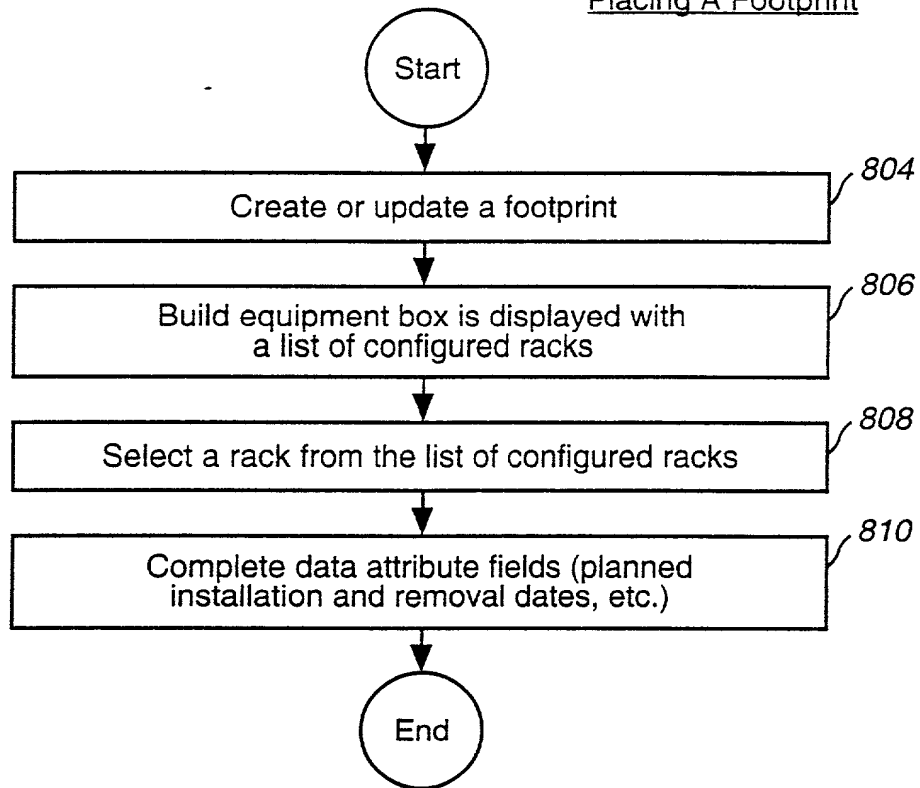 Placing A Footprint
Start
804
Create or update a footprint
806
Build equipment box is displayed with
a list of configured racks
808
Select a rack from the list of configured racks
810
Complete data attribute fields (planned
installation and removal dates, etc.)
End